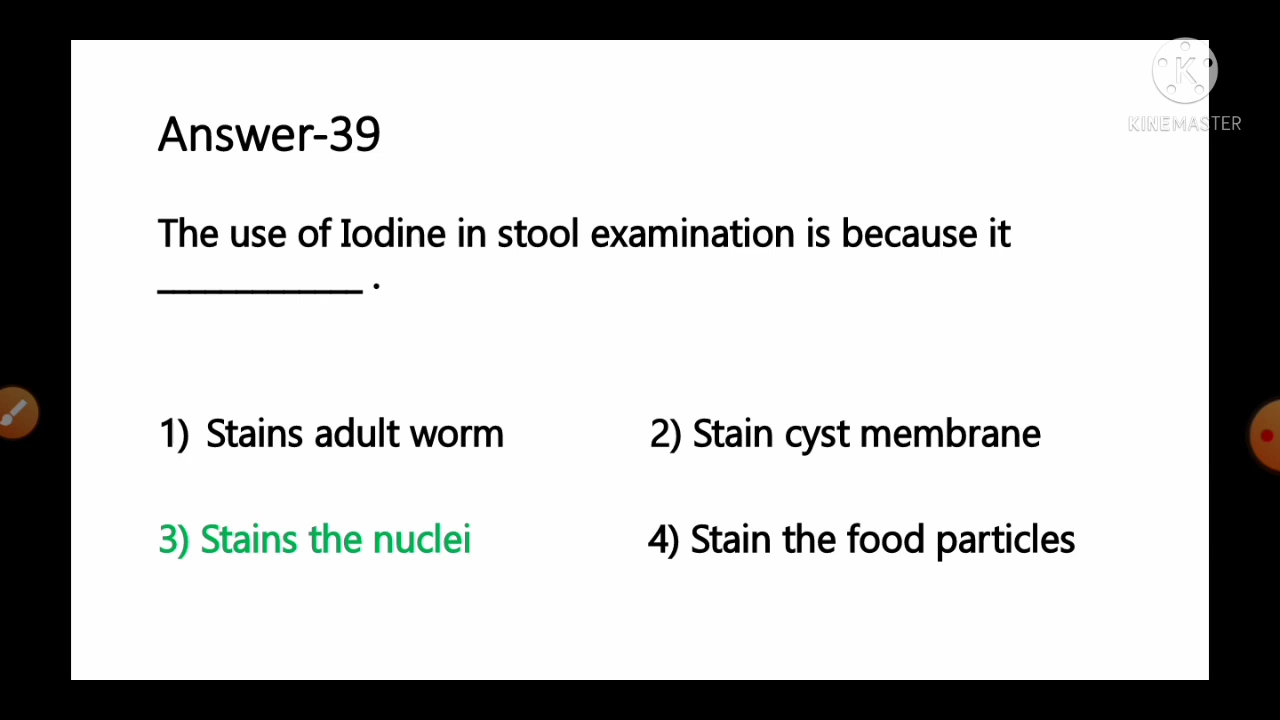 K
KINEMASTER
Answer-39
The use of Iodine in stool examination is because it
_____________ .
1) Stains adult worm
2) Stain cyst membrane
3) Stains the nuclei
4) Stain the food particles